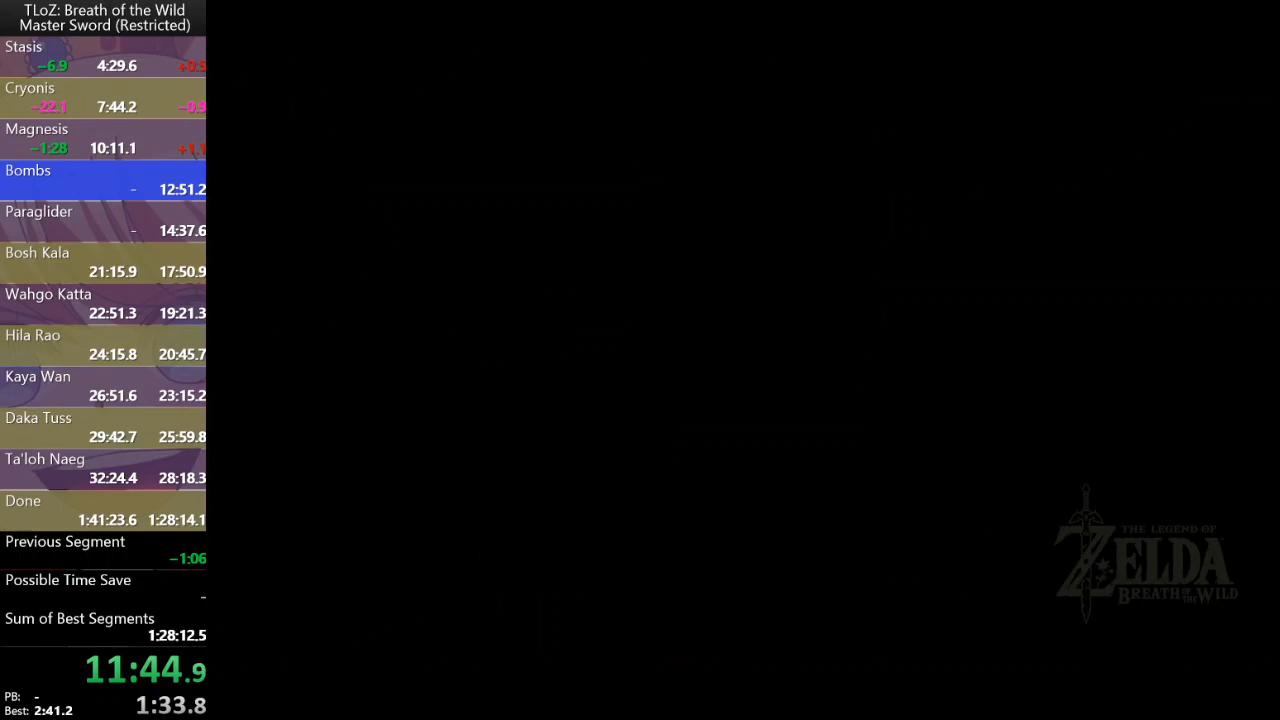 TLoZ: Breath of the Wild
Master Sword (Restricted)
Stasis
-6.9 4:29.6 +0.5
Cryonis
-22.1 7:44.2 -0.9
Magnesis
-1:28 10:11.1 +1.1
Bombs
- 12:51.2
Paraglider
- 14:37.6
Bosh Kala
21:15.9 17:50.9
Wahgo Katta
22:51.3 19:21.3
Hila Rao
24:15.8 20:45.7
Kaya Wan
26:51.6 23:15.2
Daka Tuss
29:42.7 25:59.8
Ta'loh Naeg
32:24.4 28:18.3
Done
1:41:23.6 1:28:14.1
Previous Segment
-1:06
Possible Time Save
-
Sum of Best Segments
1:28:12.5
11:44.9
PB: -
Best: 2:41.2 1:33.8
THE LEGEND OF
ZELDA
BREATH OF THE WILD